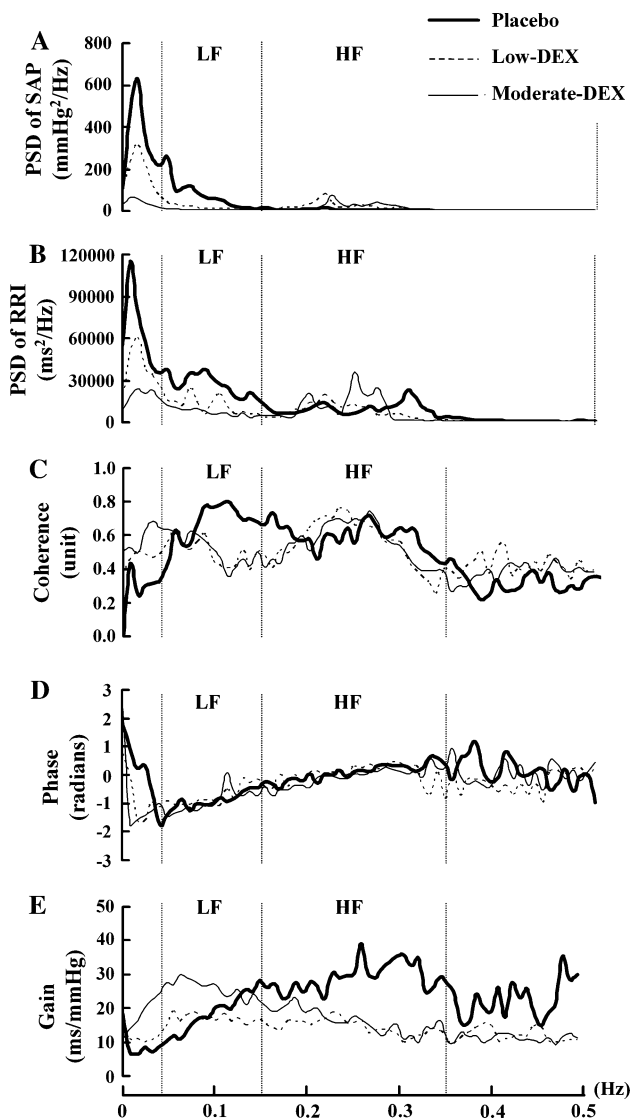 Placebo
Low-DEX
Moderate-DEX
A
PSD of SAP
(mmHg²/Hz)
800
600
400
200
0
LF
HF
B
PSD of RRI
(ms²/Hz)
120000
90000
60000
30000
0
LF
HF
C
Coherence
(unit)
1.0
0.8
0.6
0.4
0.2
0.0
LF
HF
D
Phase
(radians)
3
2
1
0
-1
-2
-3
LF
HF
E
Gain
(ms/mmHg)
50
40
30
20
10
0
LF
HF
0 0.1 0.2 0.3 0.4 0.5 (Hz)